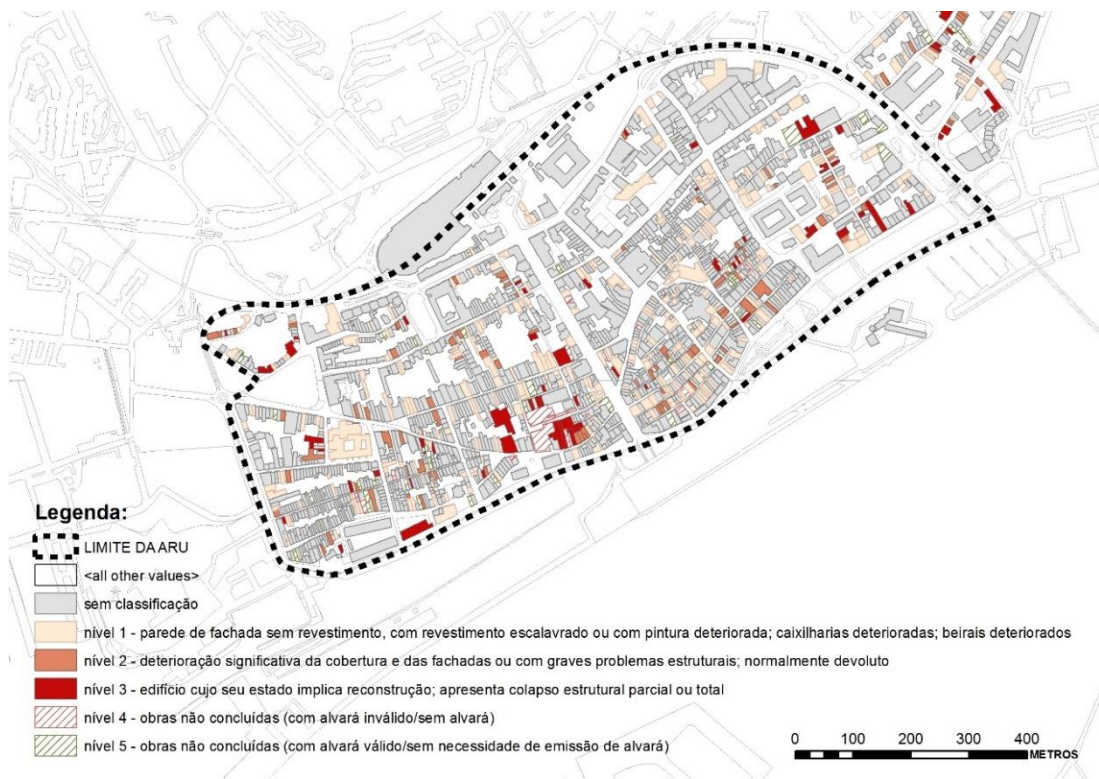 Legenda:
LIMITE DA ARU
<all other values>
sem classificação
nível 1 - parede de fachada sem revestimento, com revestimento escalavrado ou com pintura deteriorada; caixilharias deterioradas; beirais deteriorados
nível 2 - deterioração significativa da cobertura e das fachadas ou com graves problemas estruturais; normalmente devoluto
nível 3 - edifício cujo seu estado implica reconstrução; apresenta colapso estrutural parcial ou total
nível 4 - obras não concluídas (com alvará inválido/sem alvará)
nível 5 - obras não concluídas (com alvará válido/sem necessidade de emissão de alvará)
0 100 200 300 400
METROS